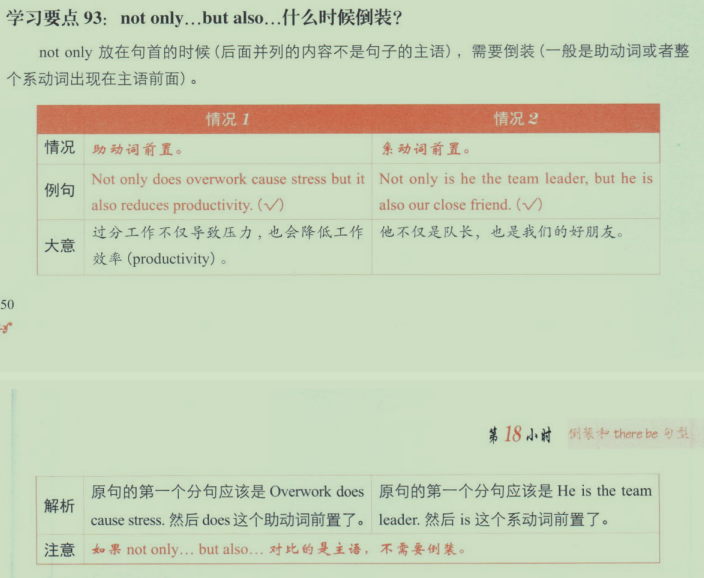 学习要点 93：not only…but also…什么时候倒装？
not only 放在句首的时候（后面并列的内容不是句子的主语），需要倒装（一般是助动词或者整
个系动词出现在主语前面）。
情况 1 情况 2
情况 助动词前置。 系动词前置。
例句 Not only does overwork cause stress but it Not only is he the team leader, but he is
also reduces productivity. (✓) also our close friend. (✓)
大意 过分工作不仅导致压力，也会降低工作 他不仅是队长，也是我们的好朋友。
效率（productivity）。
50
第18小时 倒装和 there be 句型
解析 原句的第一个分句应该是 Overwork does 原句的第一个分句应该是 He is the team
cause stress. 然后 does 这个助动词前置了。 leader. 然后 is 这个系动词前置了。
注意 如果 not only… but also… 对比的是主语，不需要倒装。